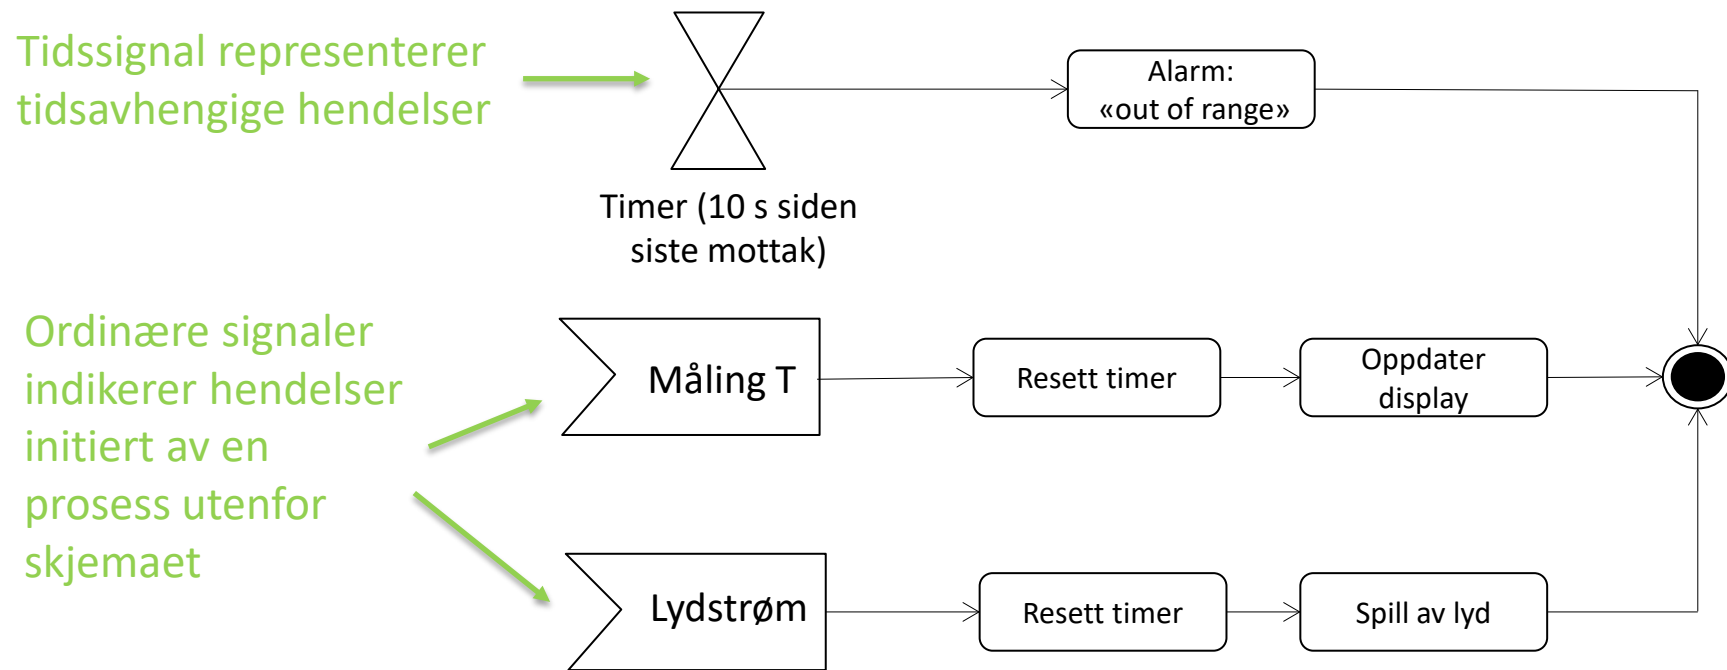 Tidssignal representerer
tidsavhengige hendelser
Alarm:
«out of range»
Timer (10 s siden
siste mottak)
Ordinære signaler
indikerer hendelser
initiert av en
prosess utenfor
skjemaet
Måling T
Resett timer
Oppdater
display
Lydstrøm
Resett timer
Spill av lyd